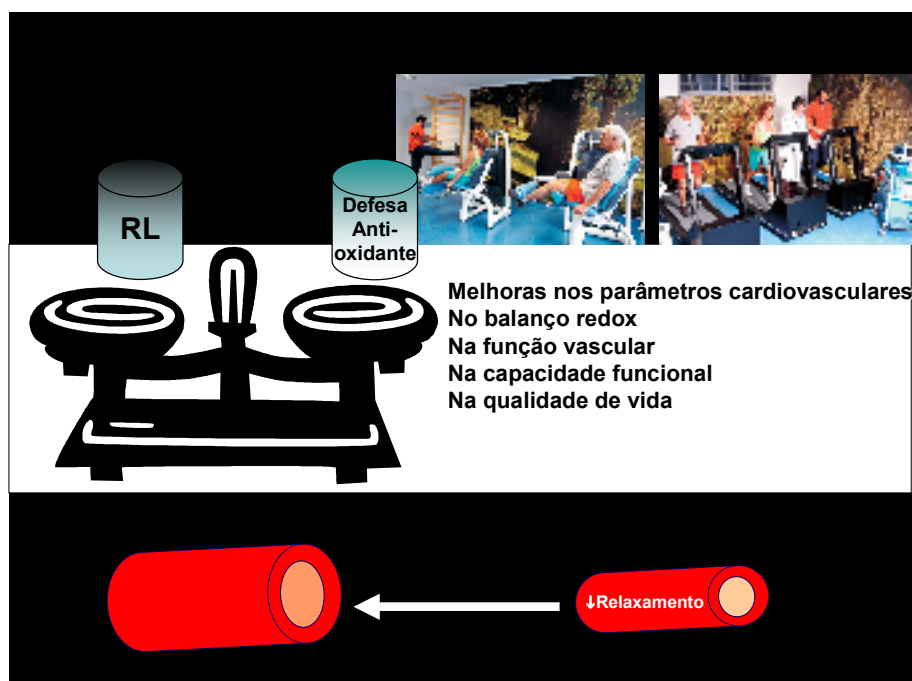 RL
Defesa
Anti-
oxidante
Melhoras nos parâmetros cardiovasculares
No balanço redox
Na função vascular
Na capacidade funcional
Na qualidade de vida
↓Relaxamento